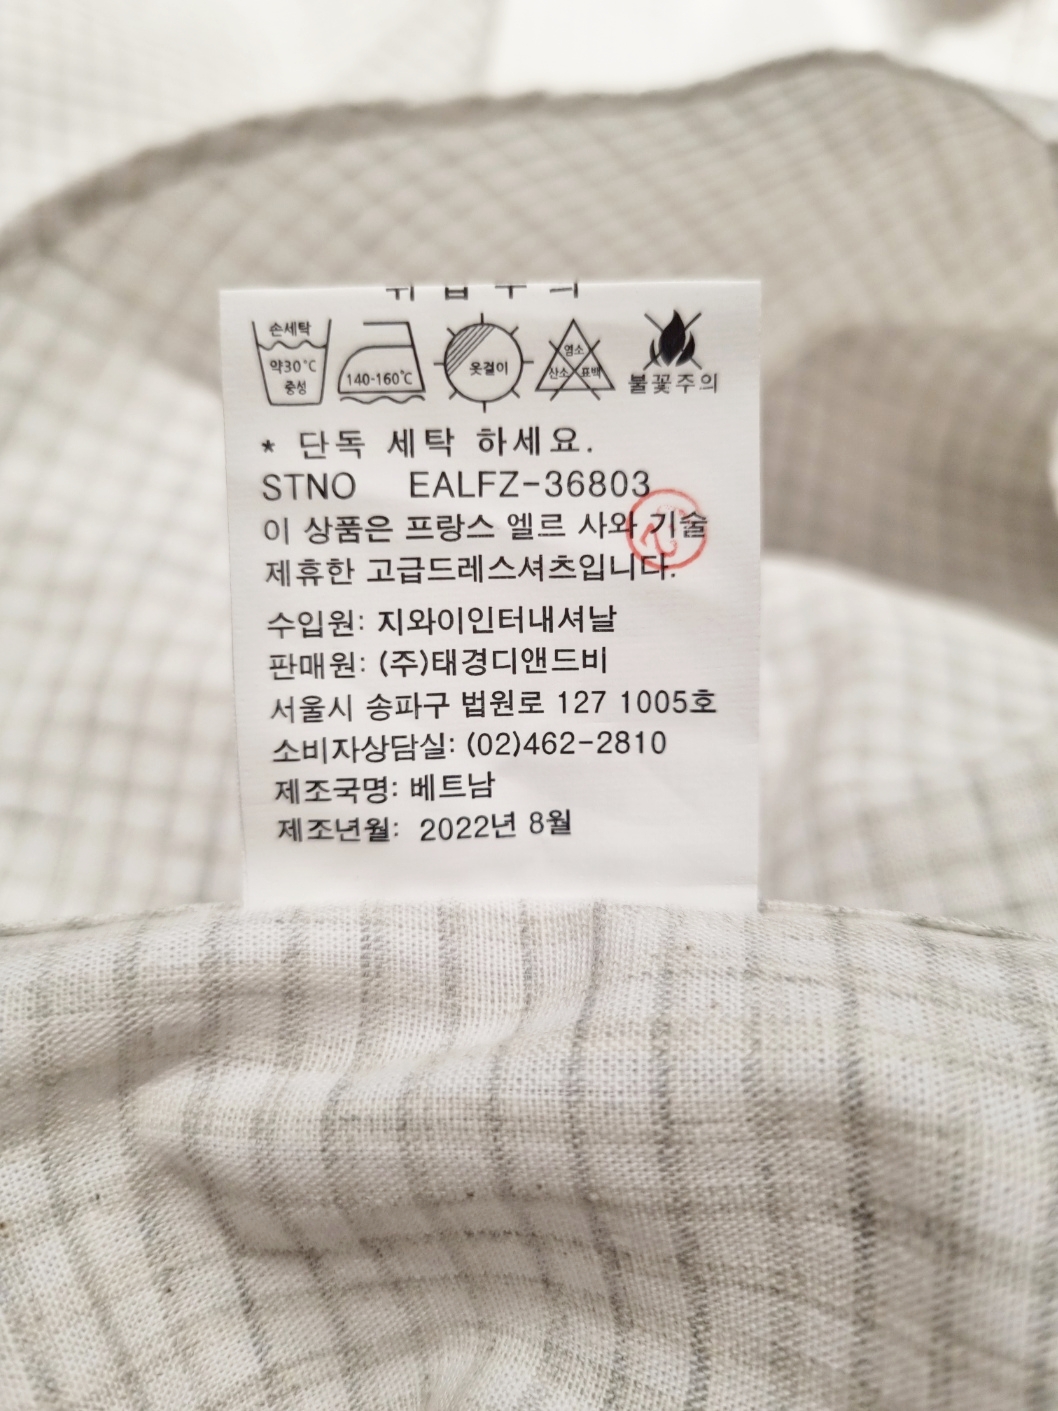 취급주의
손세탁
약30℃
중성
140-160℃
옷걸이
염소
산소 표백
불꽃주의
* 단독 세탁 하세요.
STNO EALFZ-36803
이 상품은 프랑스 엘르 사와 기술
제휴한 고급드레스셔츠입니다.
수입원: 지와이인터내셔날
판매원: (주)태경디앤드비
서울시 송파구 법원로 127 1005호
소비자상담실: (02)462-2810
제조국명: 베트남
제조년월: 2022년 8월